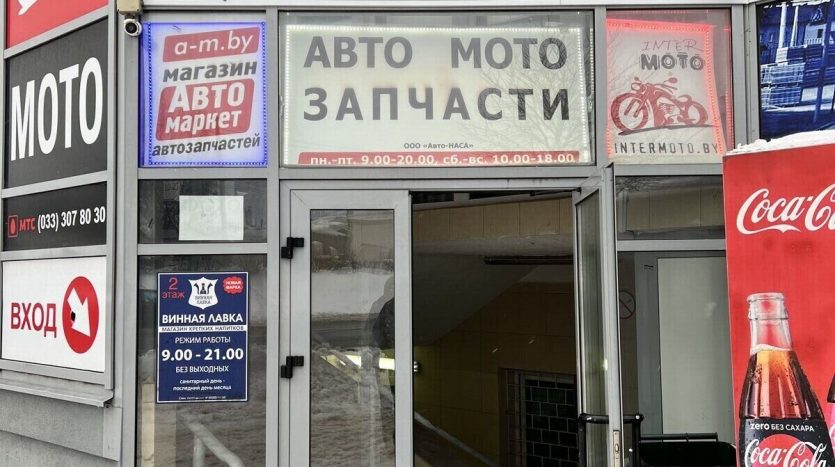 МОТО
МТС (033) 307 80 30
ВХОД
a-m.by
магазин
АВТО
маркет
автозапчастей
АВТО МОТО
ЗАПЧАСТИ
ООО «Авто-НАСА»
пн.-пт. 9.00-20.00, сб.-вс. 10.00-18.00
INTER
МОТО
INTERMOTO.BY
2
этаж
ВИННАЯ
ЛАВКА
НОВАЯ
МАРКА
ВИННАЯ ЛАВКА
МАГАЗИН КРЕПКИХ НАПИТКОВ
РЕЖИМ РАБОТЫ
9.00 - 21.00
БЕЗ ВЫХОДНЫХ
санитарный день -
последний день месяца
Coca-Cola
zero БЕЗ САХАРА
Coca-Cola